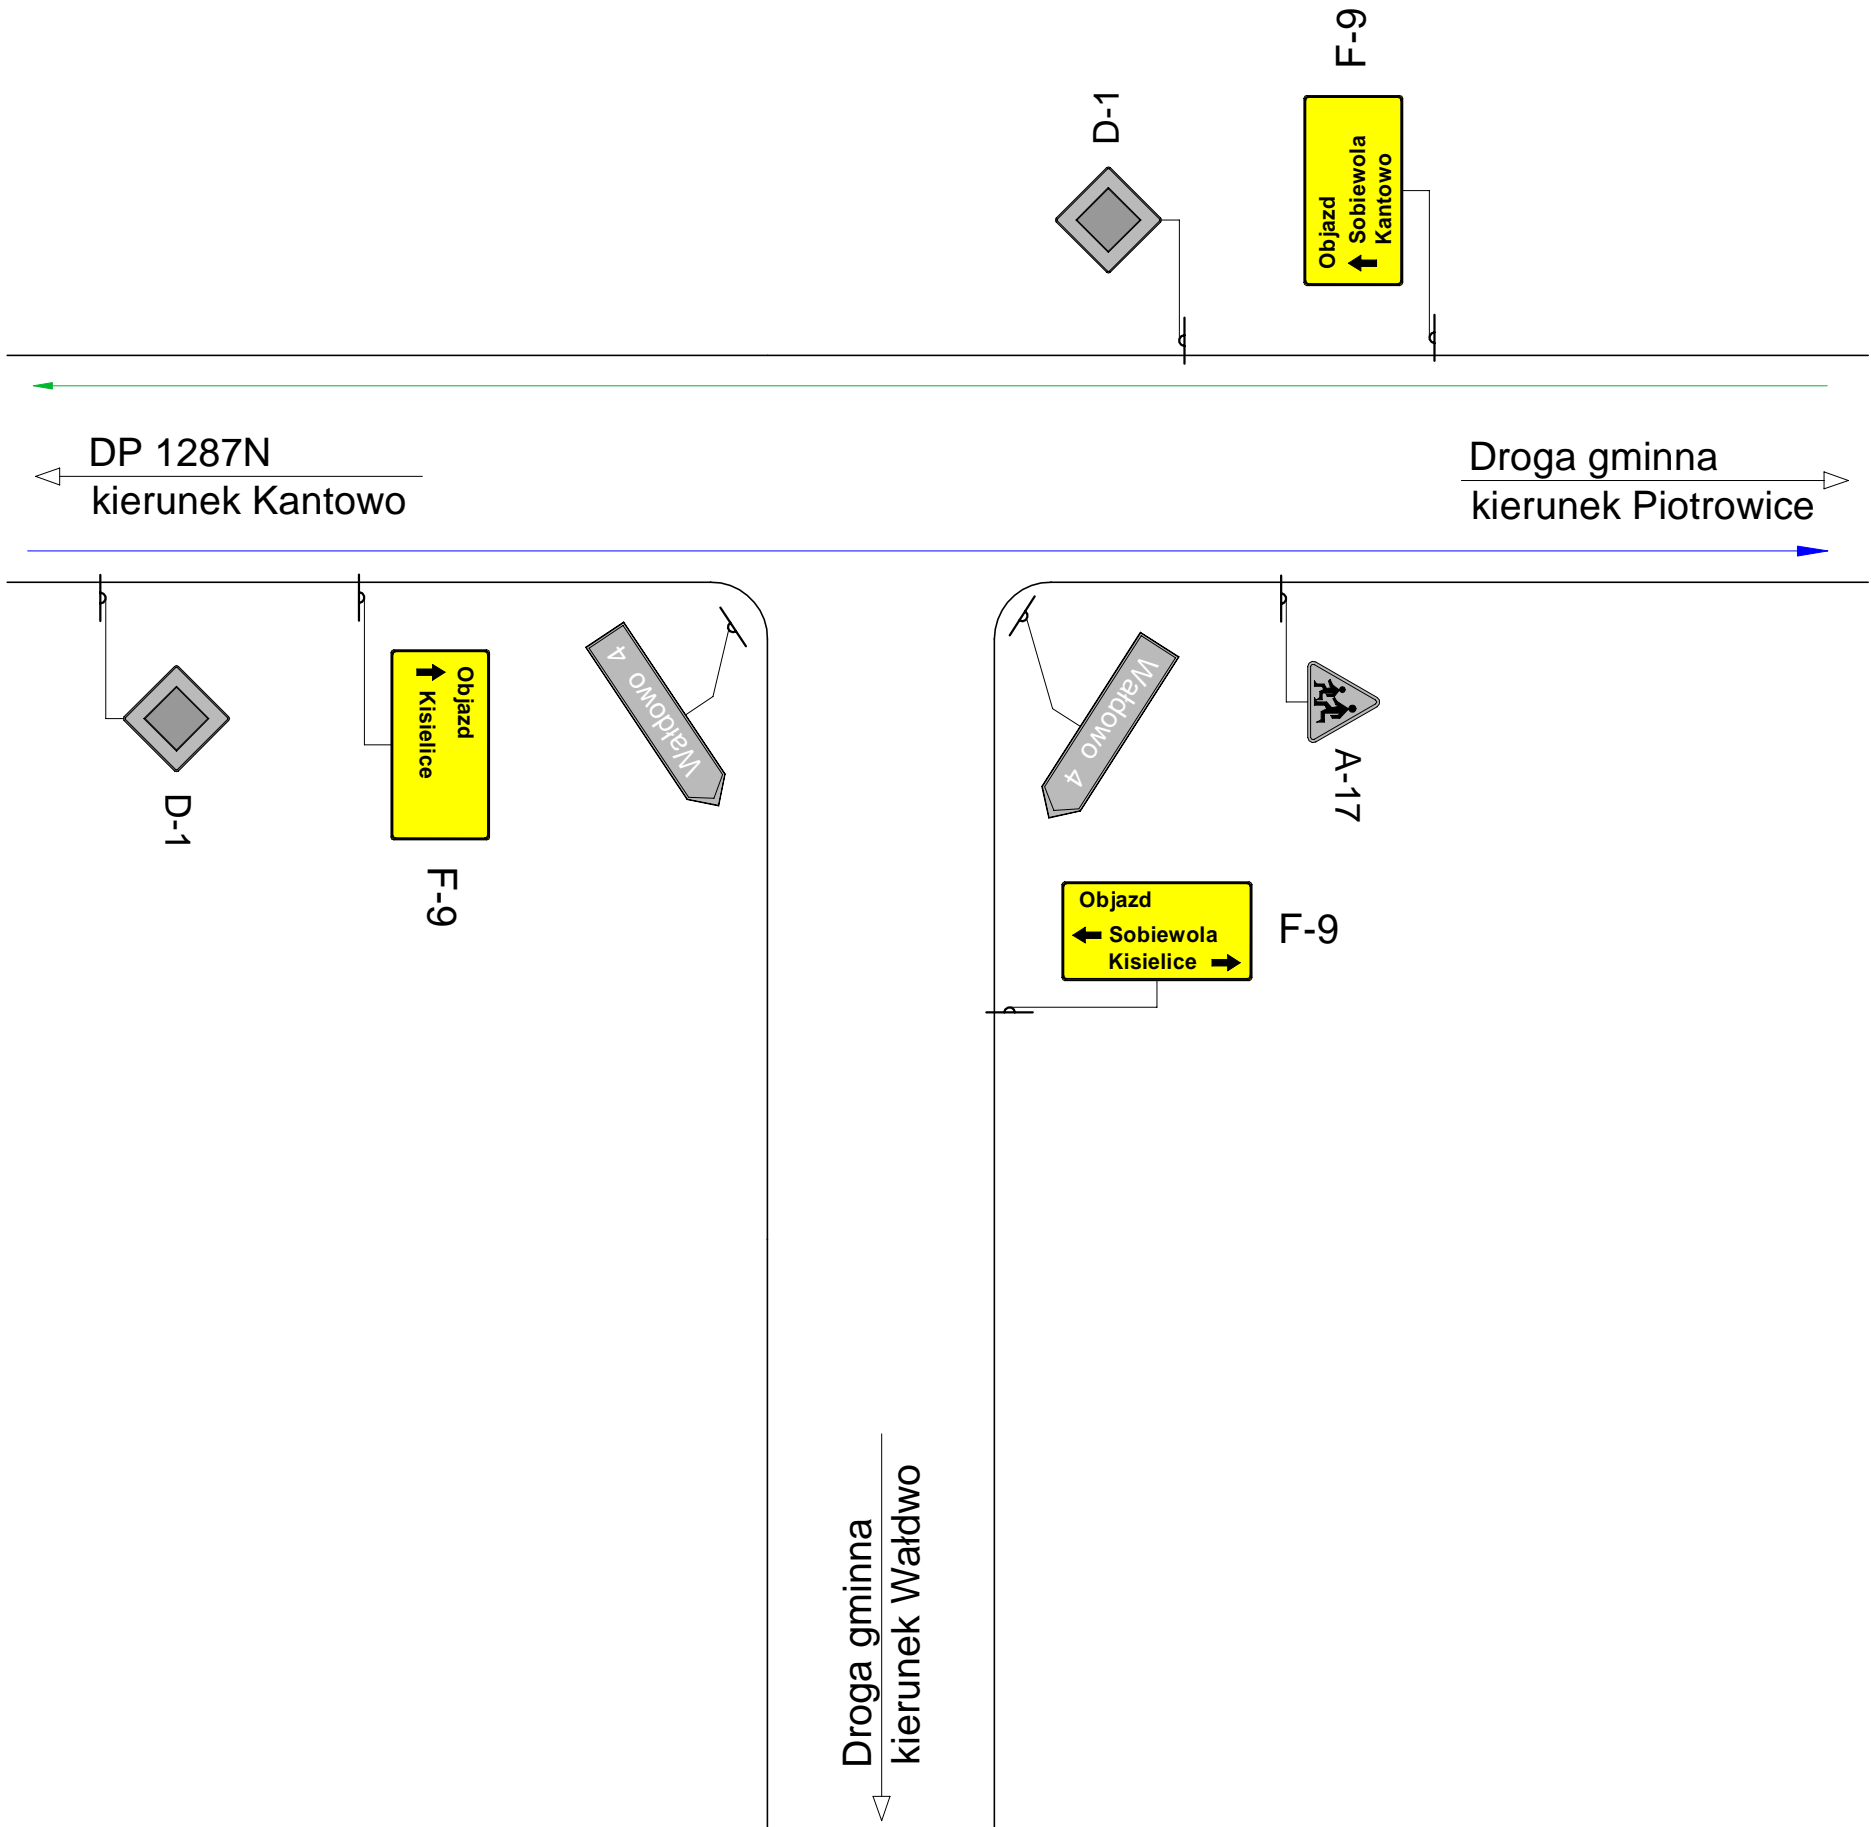 F-9
D-1
Objazd
Sobiewola
Kantowo
DP 1287N
kierunek Kantowo
Droga gminna
kierunek Piotrowice
Objazd
Kisielice
D-1
F-9
Wałdowo 4
Wałdowo 4
A-17
Objazd
Sobiewola
Kisielice
F-9
Droga gminna
kierunek Wałdwo